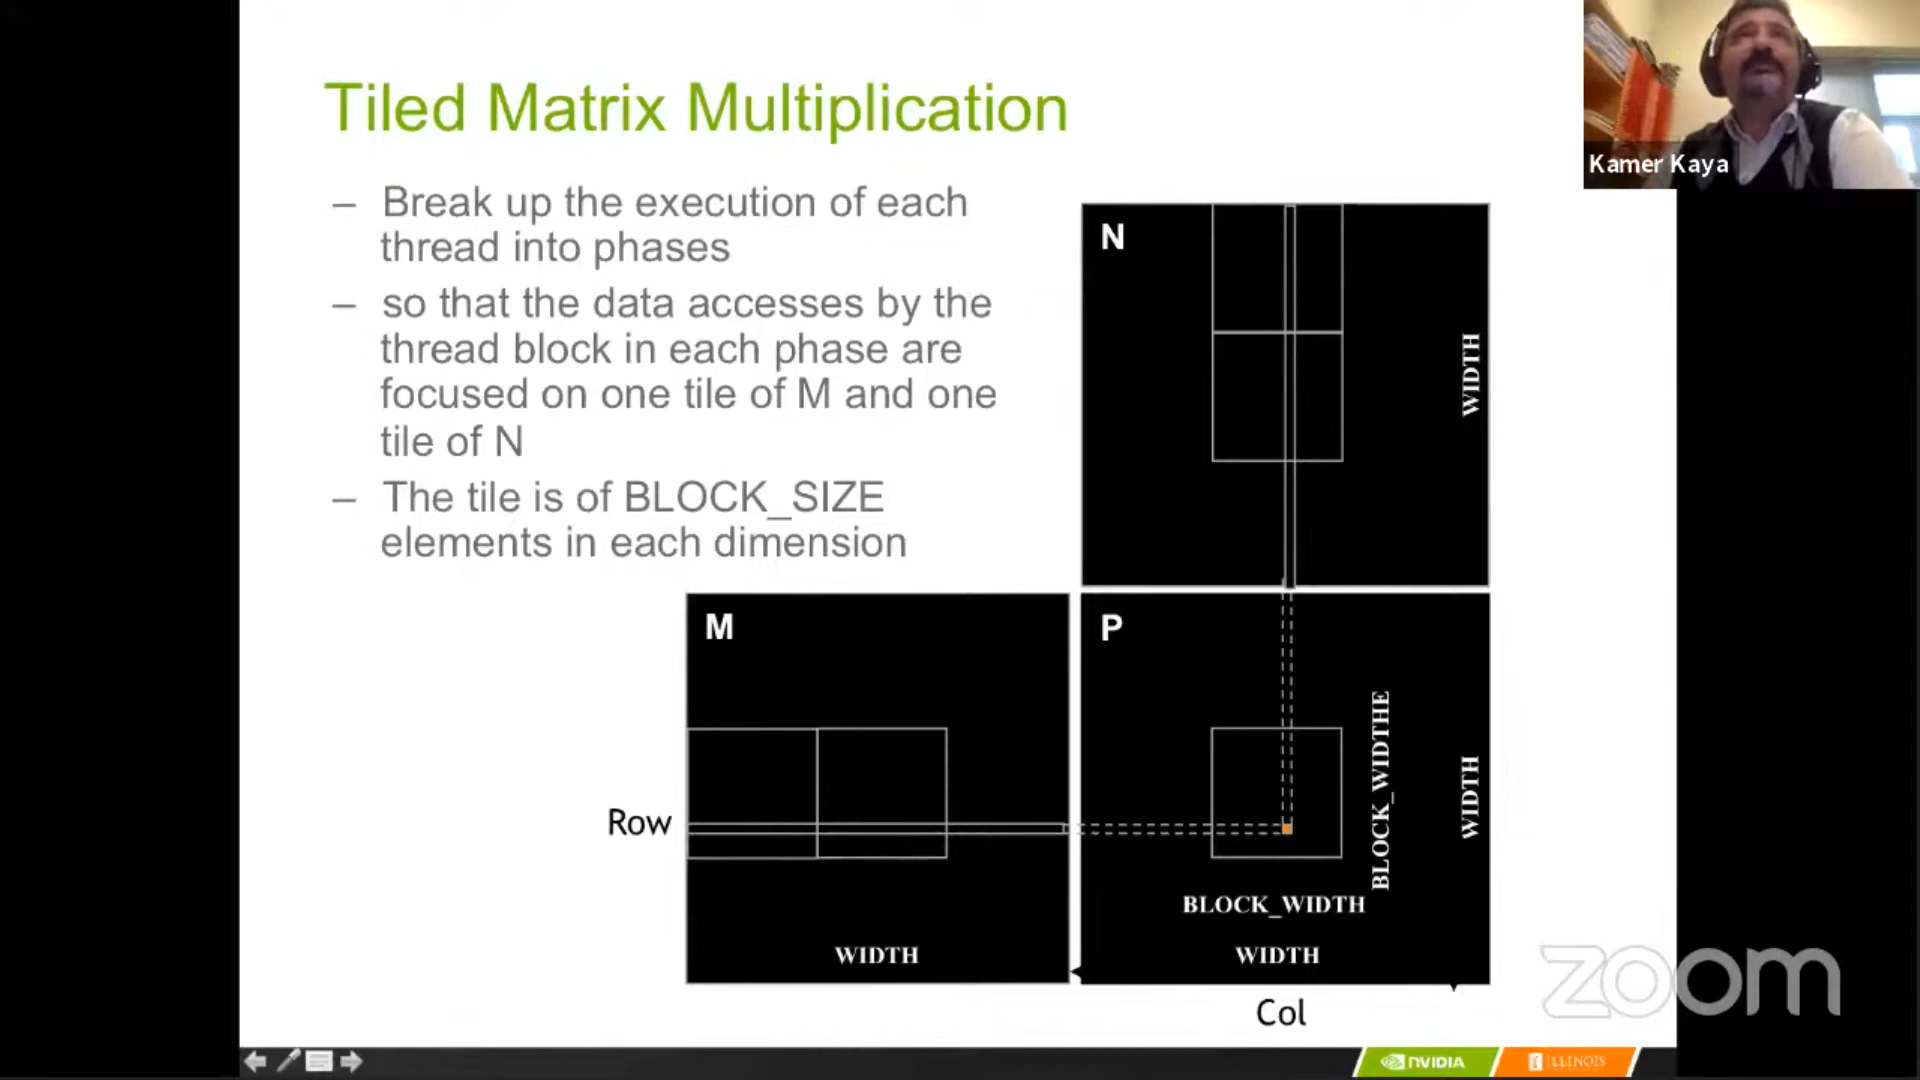 Tiled Matrix Multiplication
Kamer Kaya
– Break up the execution of each
thread into phases
– so that the data accesses by the
thread block in each phase are
focused on one tile of M and one
tile of N
– The tile is of BLOCK_SIZE
elements in each dimension
N
WIDTH
M
P
BLOCK_WIDTHE
WIDTH
Row
BLOCK_WIDTH
WIDTH
WIDTH
Col
zoom
NVIDIA
ILLINOIS